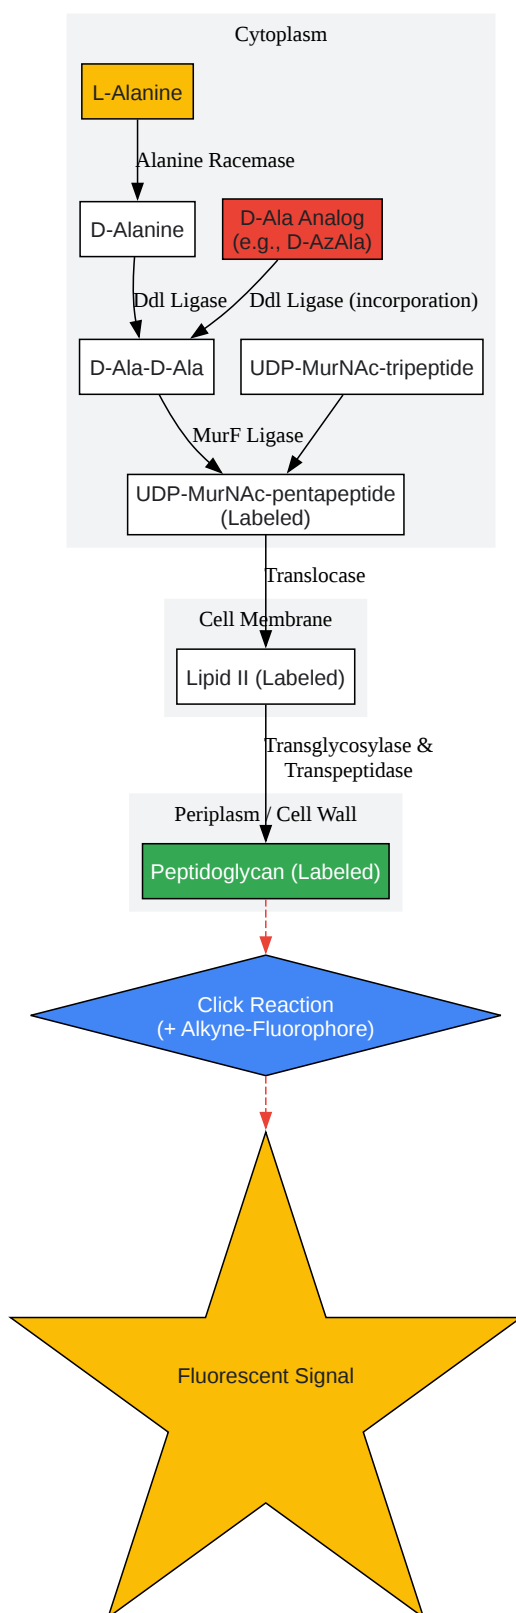 Cytoplasm
L-Alanine
Alanine Racemase
D-Alanine
D-Ala Analog
(e.g., D-AzAla)
Ddl Ligase
Ddl Ligase (incorporation)
D-Ala-D-Ala
UDP-MurNAc-tripeptide
MurF Ligase
UDP-MurNAc-pentapeptide
(Labeled)
Translocase
Cell Membrane
Lipid II (Labeled)
Transglycosylase &
Transpeptidase
Periplasm / Cell Wall
Peptidoglycan (Labeled)
Click Reaction
(+ Alkyne-Fluorophore)
Fluorescent Signal